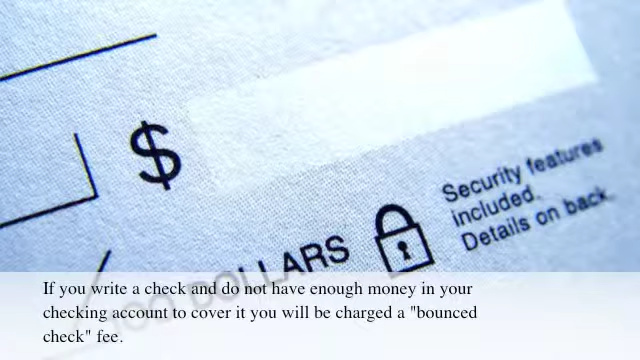 $
Security features
included.
Details on back.
DOLLARS
If you write a check and do not have enough money in your
checking account to cover it you will be charged a "bounced
check" fee.